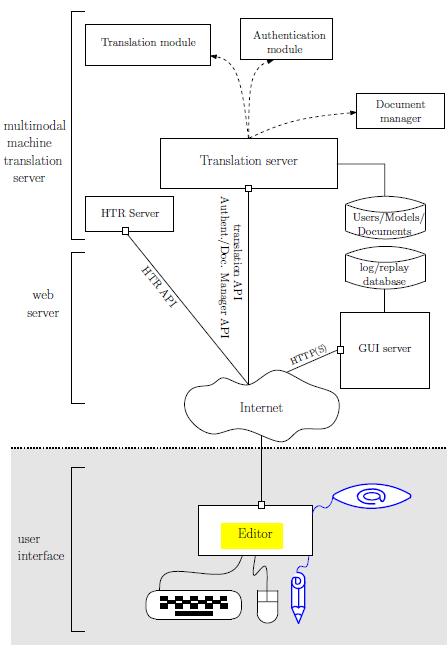 Translation module
Authentication
module
Document
manager
multimodal
machine
translation
server
Translation server
HTR Server
Users/Models/
Documents
translation API
Authent./Doc. Manager API
HTR API
log/replay
database
web
server
HTTP(S)
GUI server
Internet
user
interface
Editor